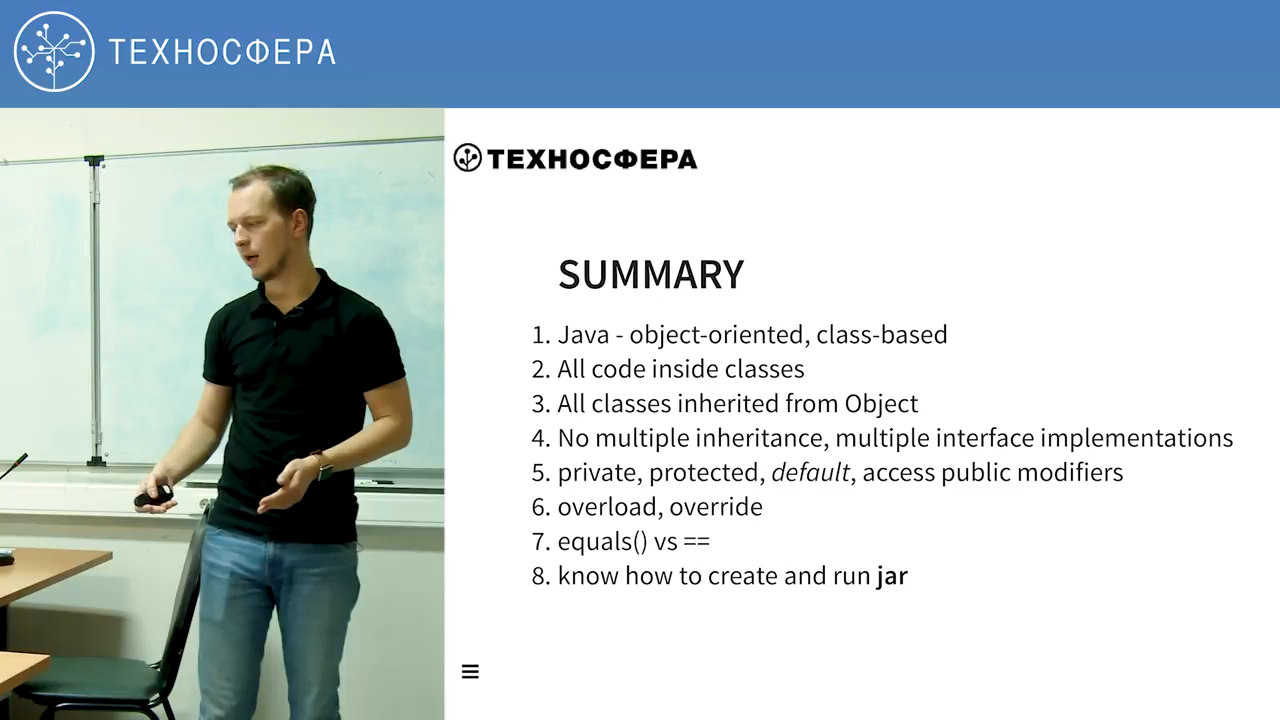 ТЕХНОСФЕРА
ТЕХНОСФЕРА
SUMMARY
1. Java - object-oriented, class-based
2. All code inside classes
3. All classes inherited from Object
4. No multiple inheritance, multiple interface implementations
5. private, protected, default, access public modifiers
6. overload, override
7. equals() vs ==
8. know how to create and run jar